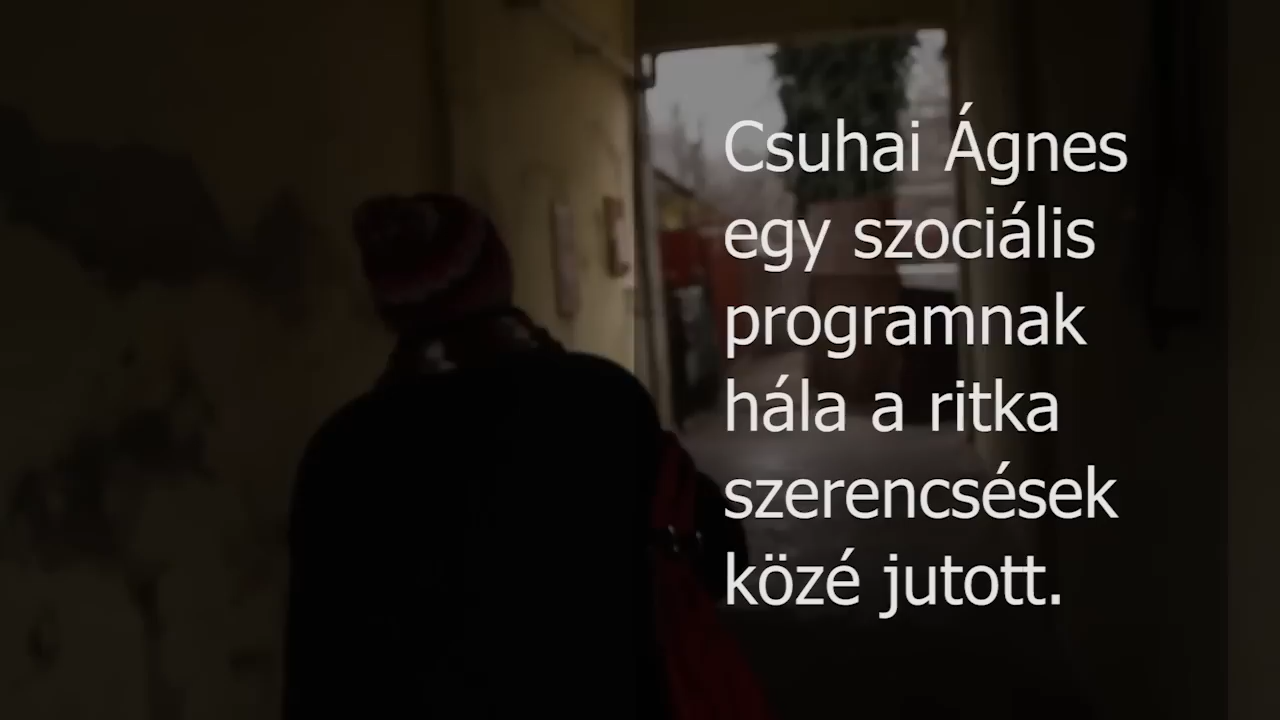 Csuhai Ágnes
egy szociális
programnak
hála a ritka
szerencsések
közé jutott.